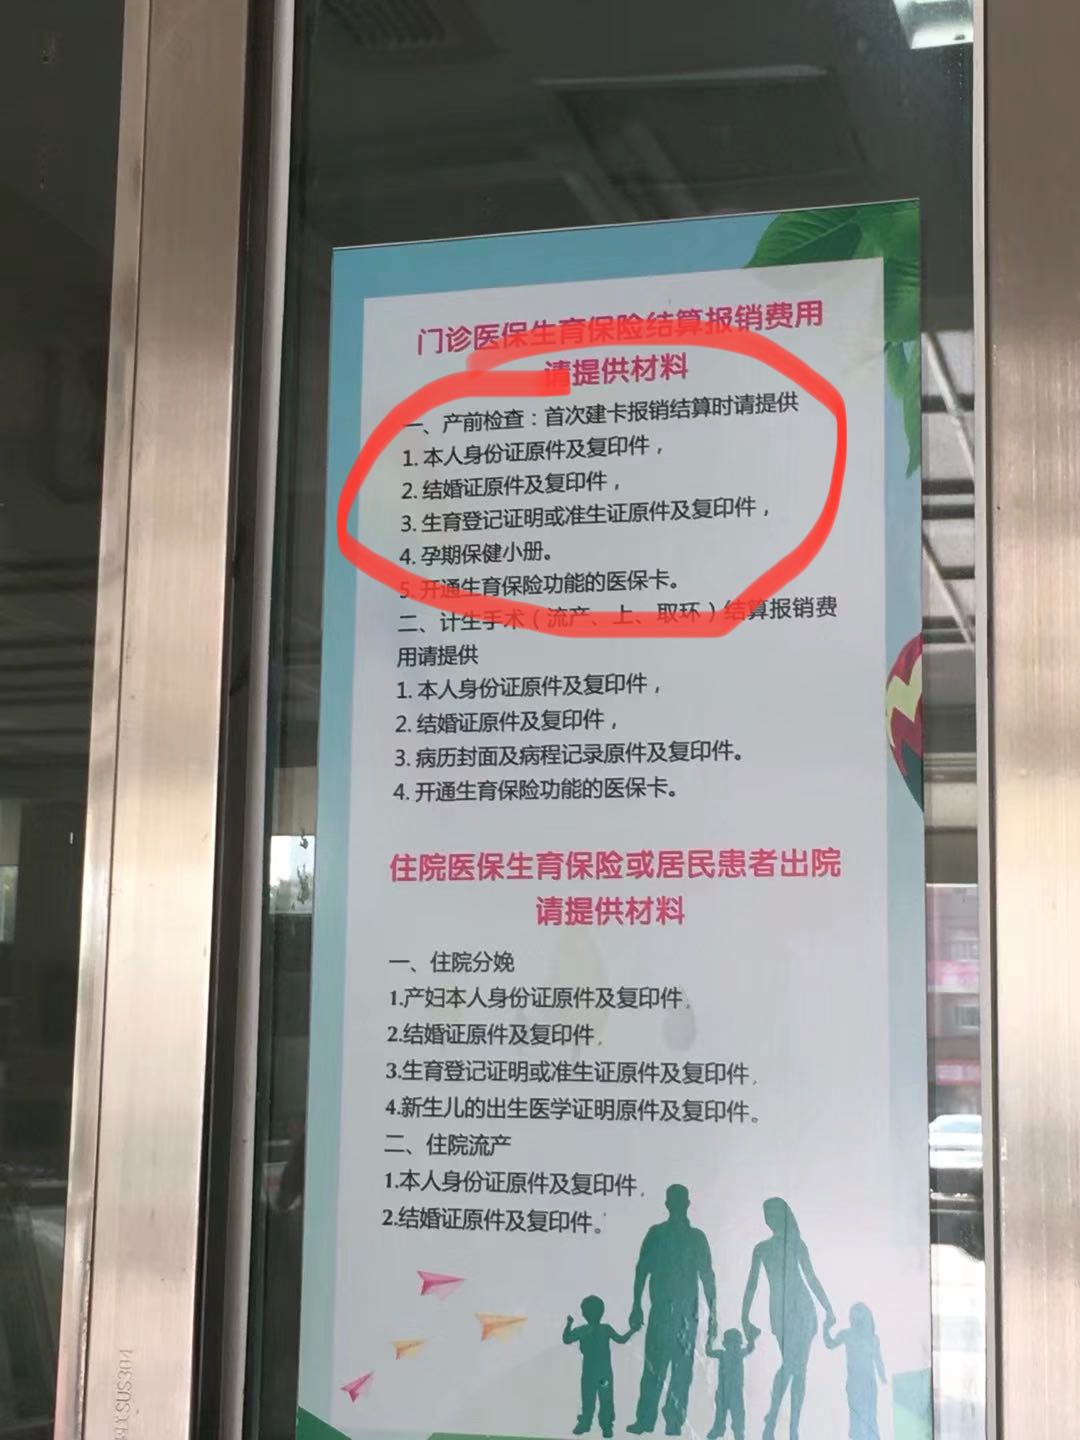 门诊医保生育保险结算报销费用
请提供材料
一、产前检查：首次建卡报销结算时请提供
1.本人身份证原件及复印件，
2.结婚证原件及复印件，
3.生育登记证明或准生证原件及复印件，
4.孕期保健小册。
5.开通生育保险功能的医保卡。
二、计生手术（流产、上、取环）结算报销费
用请提供
1.本人身份证原件及复印件，
2.结婚证原件及复印件，
3.病历封面及病程记录原件及复印件。
4.开通生育保险功能的医保卡。
住院医保生育保险或居民患者出院
请提供材料
一、住院分娩
1.产妇本人身份证原件及复印件，
2.结婚证原件及复印件，
3.生育登记证明或准生证原件及复印件，
4.新生儿的出生医学证明原件及复印件。
二、住院流产
1.本人身份证原件及复印件，
2.结婚证原件及复印件。
SUS304